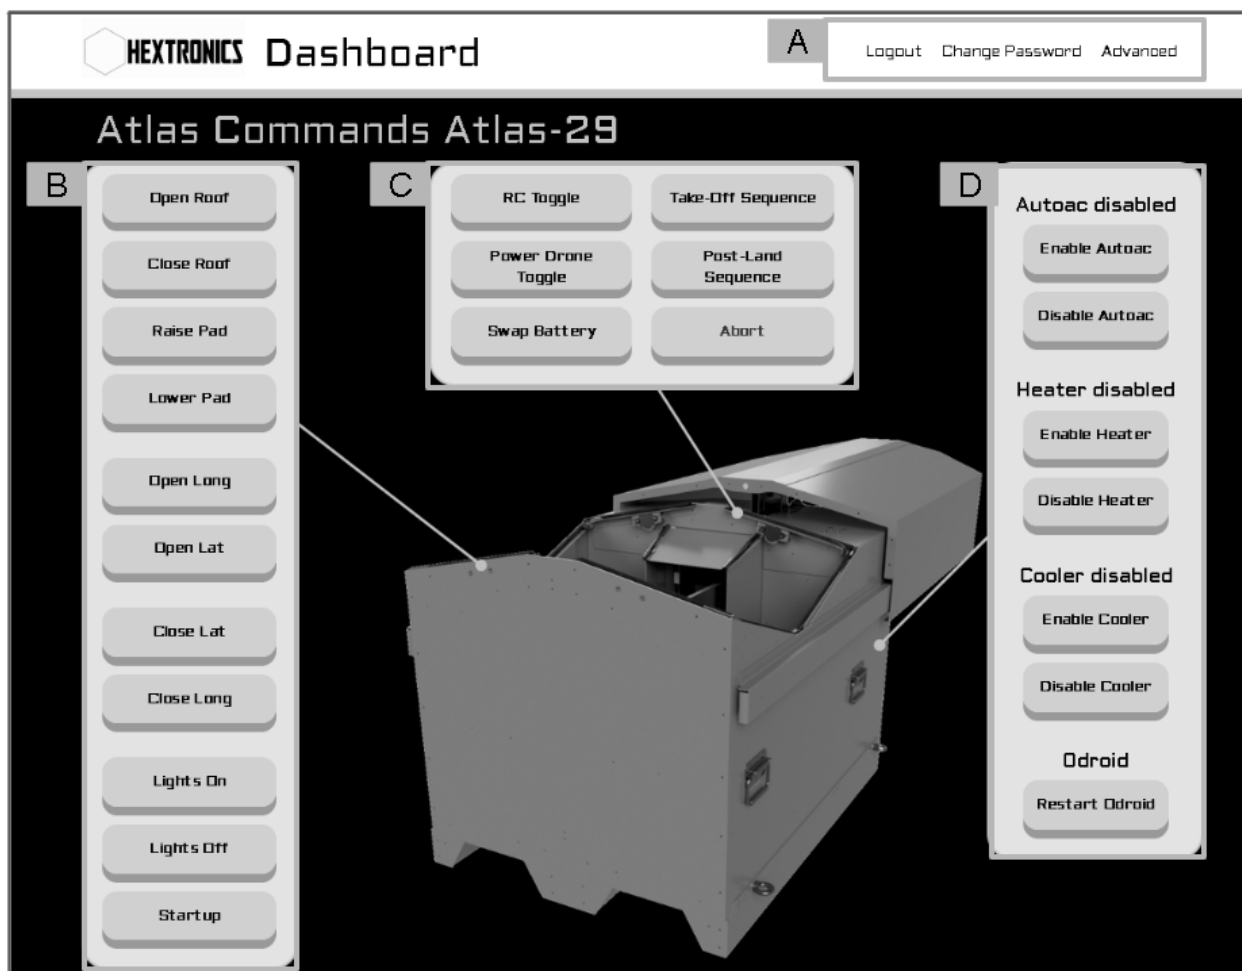 HEXTRONICS Dashboard
A
Logout Change Password Advanced
Atlas Commands Atlas-29
B
Open Roof
Close Roof
Raise Pad
Lower Pad
Open Long
Open Lat
Close Lat
Close Long
Lights On
Lights Off
Startup
C
RC Toggle
Take-Off Sequence
Power Drone
Toggle
Post-Land
Sequence
Swap Battery
Abort
D
Autoac disabled
Enable Autoac
Disable Autoac
Heater disabled
Enable Heater
Disable Heater
Cooler disabled
Enable Cooler
Disable Cooler
Odroid
Restart Odroid